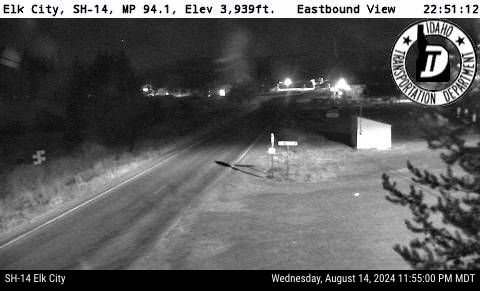 Elk City, SH-14, MP 94.1, Elev 3,939ft. Eastbound View 22:51:12
IDAHO
TRANSPORTATION DEPARTMENT
SH-14 Elk City Wednesday, August 14, 2024 11:55:00 PM MDT